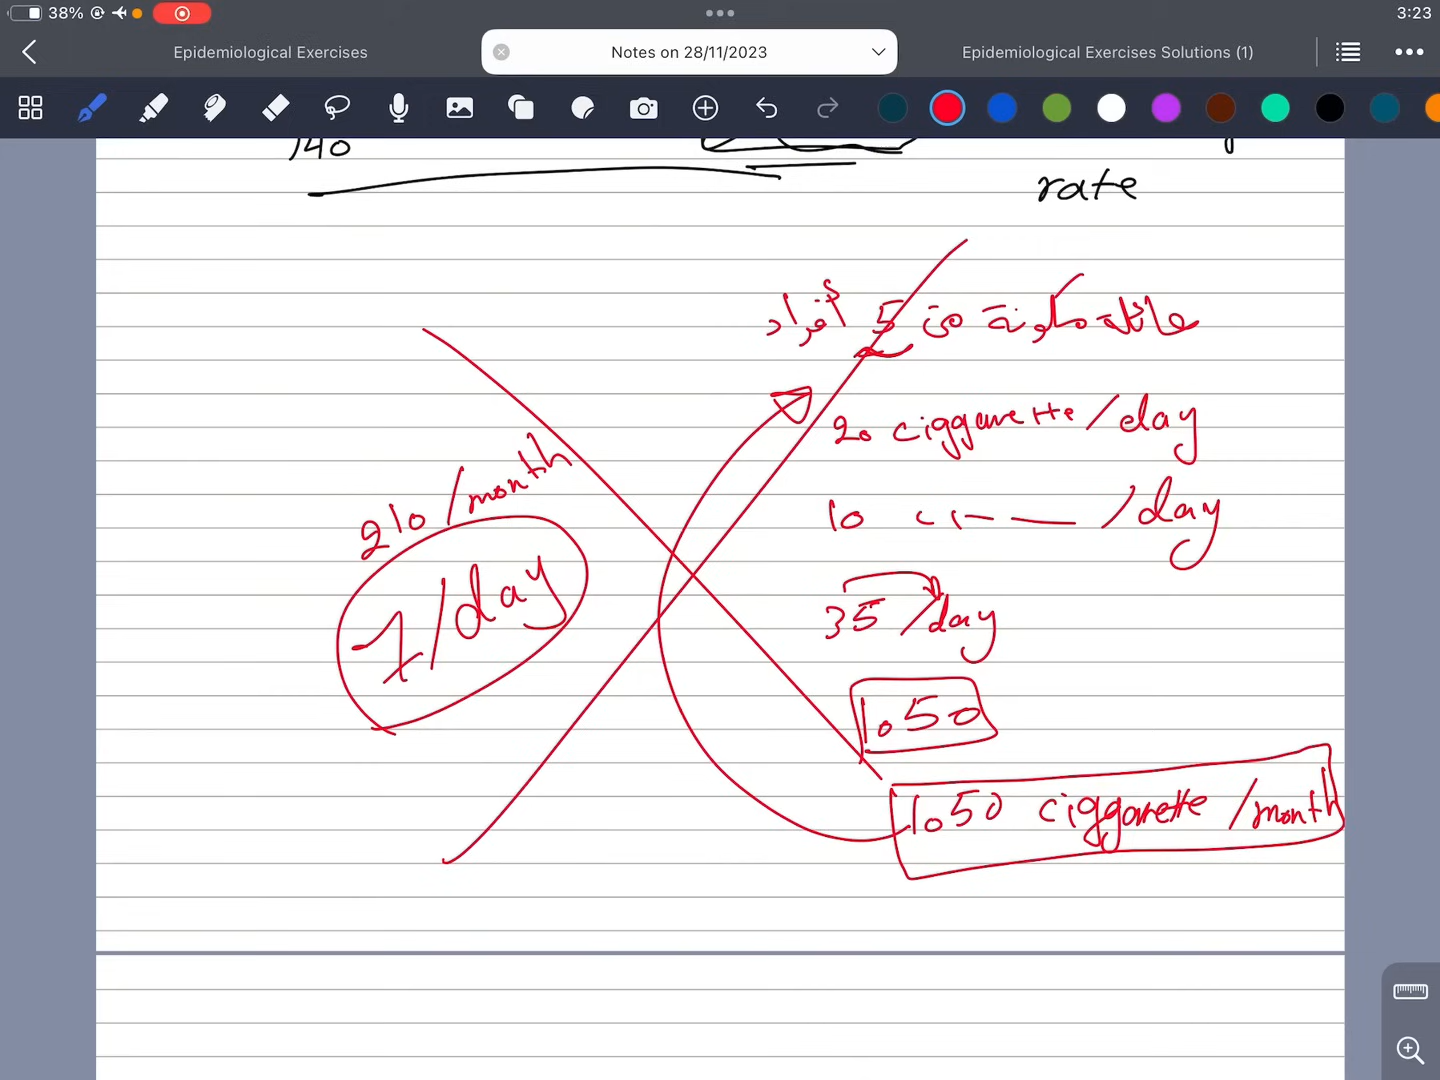 38%
3:23
Epidemiological Exercises
Notes on 28/11/2023
Epidemiological Exercises Solutions (1)
140
rate
عائلة مكونة من 5 أفراد
20 ciggarette /day
10 /day
210 /month
7/day
35 /day
1050
1050 ciggarette /month